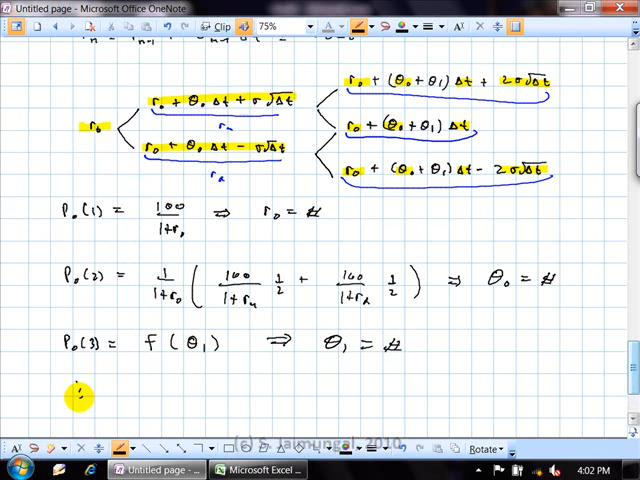 Untitled page - Microsoft Office OneNote
75%
r₀ + θ₀ Δt + σ√Δt
r₀ + (θ₀ + θ₁) Δt + 2σ√Δt
rᵤ
r₀
r₀ + (θ₀ + θ₁) Δt
r₀ + θ₀ Δt - σ√Δt
r_d
r₀ + (θ₀ + θ₁) Δt - 2σ√Δt
P₀(1) = 100/(1+r₀) ⇒ r₀ = #
P₀(2) = 1/(1+r₀) ( 100/(1+rᵤ) 1/2 + 100/(1+r_d) 1/2 ) ⇒ θ₀ = #
P₀(3) = f(θ₁) ⇒ θ₁ = #
(c) S. Jaimungal, 2010
Rotate
Untitled page - ...
Microsoft Excel ...
4:02 PM